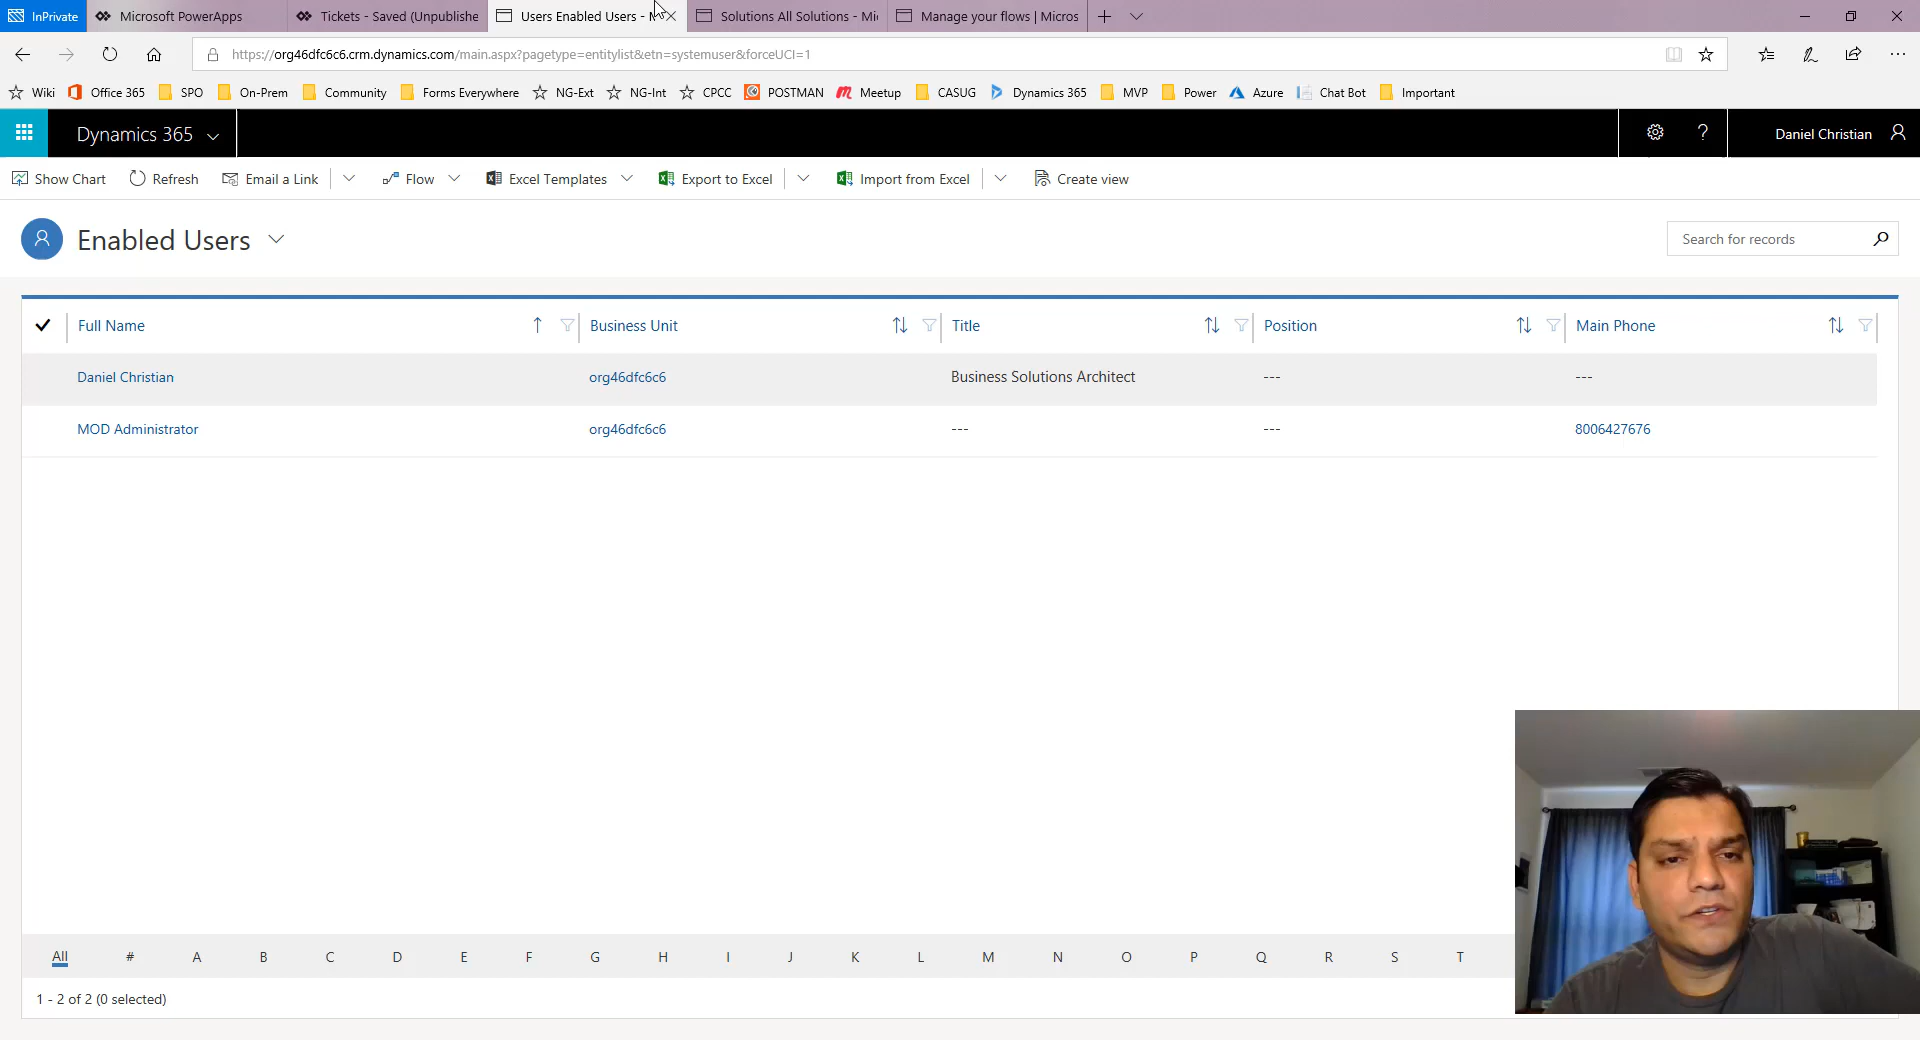 InPrivate
Microsoft PowerApps
Tickets - Saved (Unpublishe
Users Enabled Users -
Solutions All Solutions - Mi
Manage your flows | Micros
https://org46dfc6c6.crm.dynamics.com/main.aspx?pagetype=entitylist&etn=systemuser&forceUCI=1
Wiki Office 365 SPO On-Prem Community Forms Everywhere NG-Ext NG-Int CPCC POSTMAN Meetup CASUG Dynamics 365 MVP Power Azure Chat Bot Important
Dynamics 365 ? Daniel Christian
Show Chart Refresh Email a Link Flow Excel Templates Export to Excel Import from Excel Create view
Enabled Users
Search for records
Full Name Business Unit Title Position Main Phone
Daniel Christian org46dfc6c6 Business Solutions Architect --- ---
MOD Administrator org46dfc6c6 --- --- 8006427676
All # A B C D E F G H I J K L M N O P Q R S T
1 - 2 of 2 (0 selected)